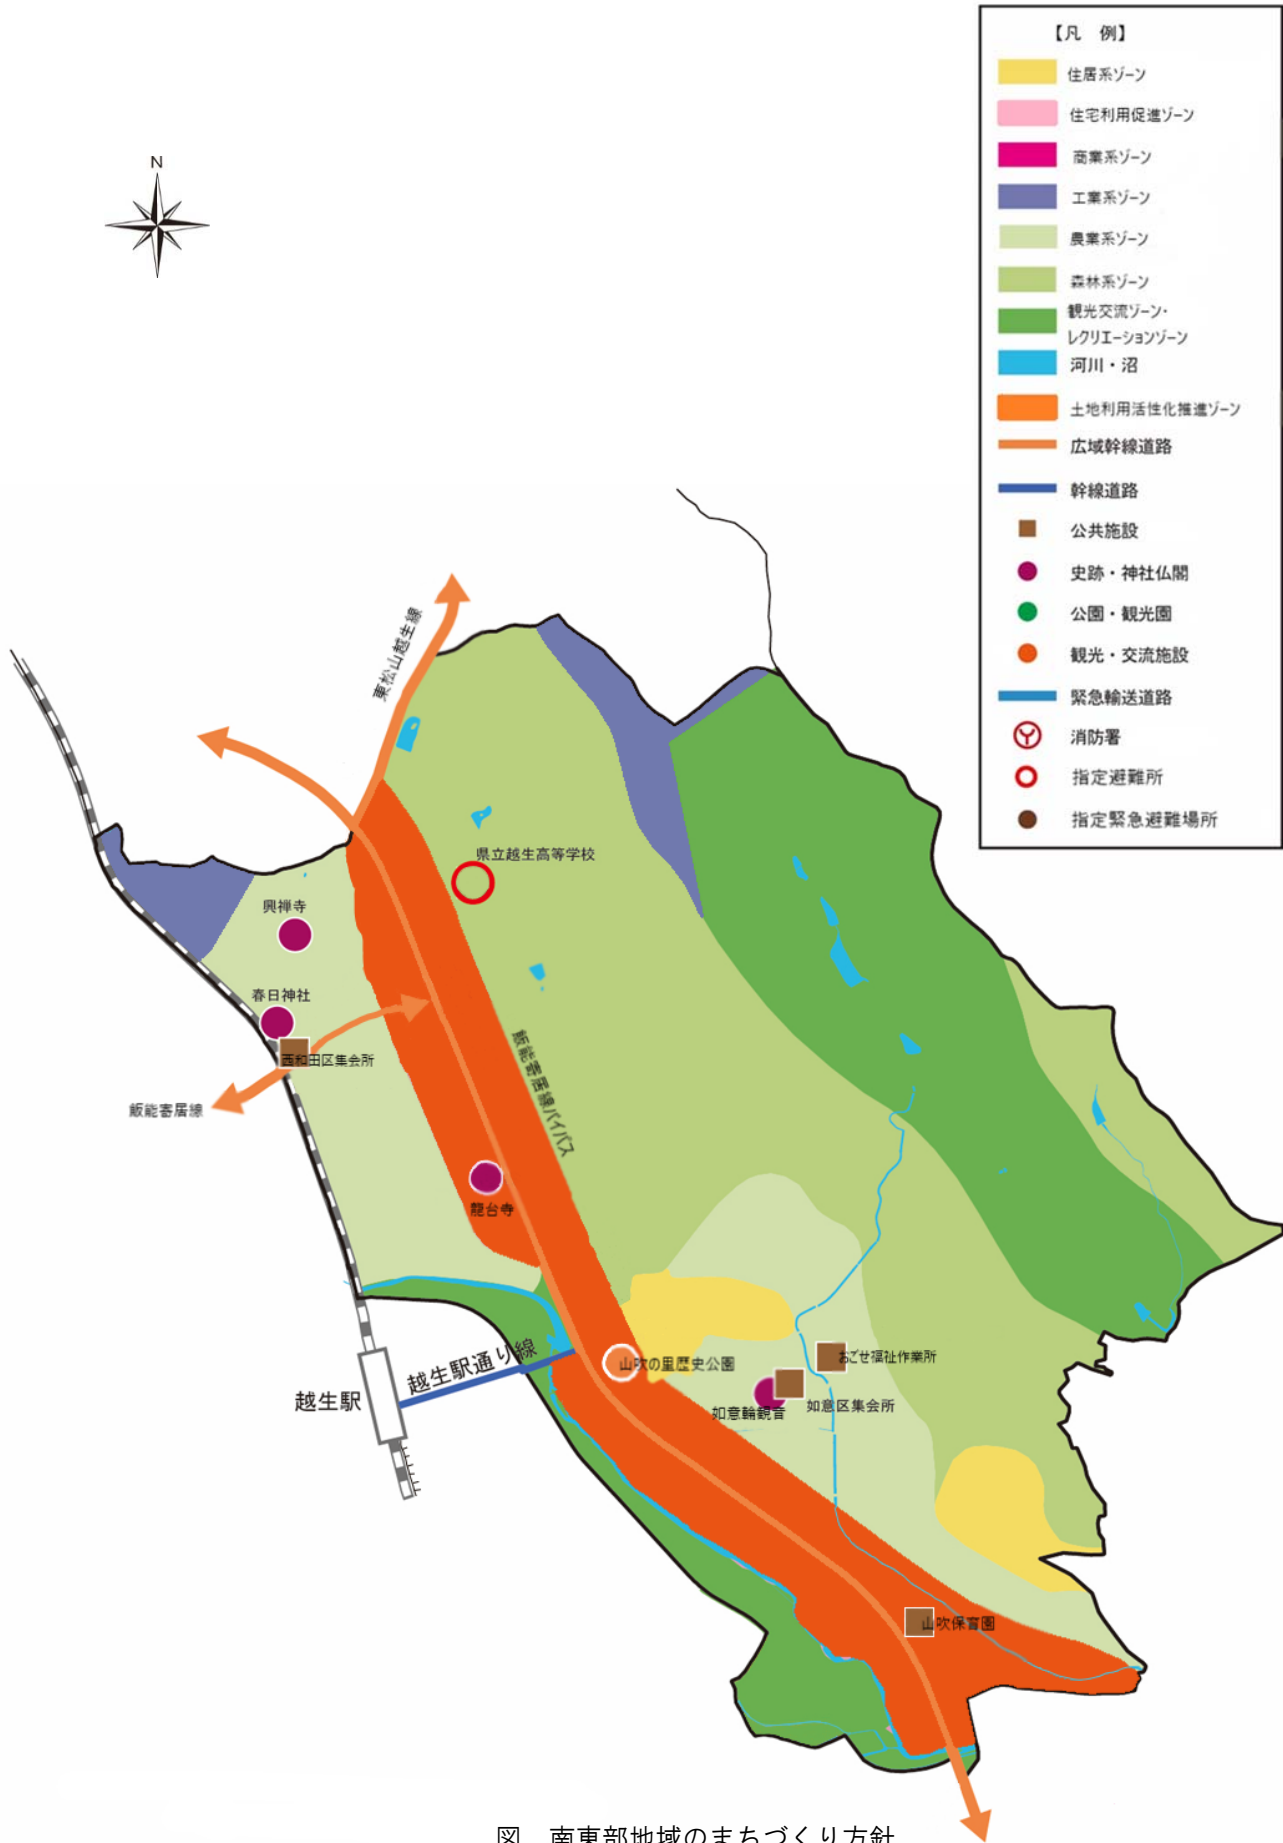 【凡　例】
住居系ゾーン
住宅利用促進ゾーン
商業系ゾーン
工業系ゾーン
農業系ゾーン
森林系ゾーン
観光交流ゾーン・
レクリエーションゾーン
河川・沼
土地利用活性化推進ゾーン
広域幹線道路
幹線道路
公共施設
史跡・神社仏閣
公園・観光園
観光・交流施設
緊急輸送道路
消防署
指定避難所
指定緊急避難場所
N
東松山越生線
県立越生高等学校
興禅寺
春日神社
西和田区集会所
飯能寄居線
飯能寄居線バイパス
龍台寺
越生駅通り線
越生駅
山吹の里歴史公園
おごせ福祉作業所
如意輪観音
如意区集会所
山吹保育園
図　南東部地域のまちづくり方針